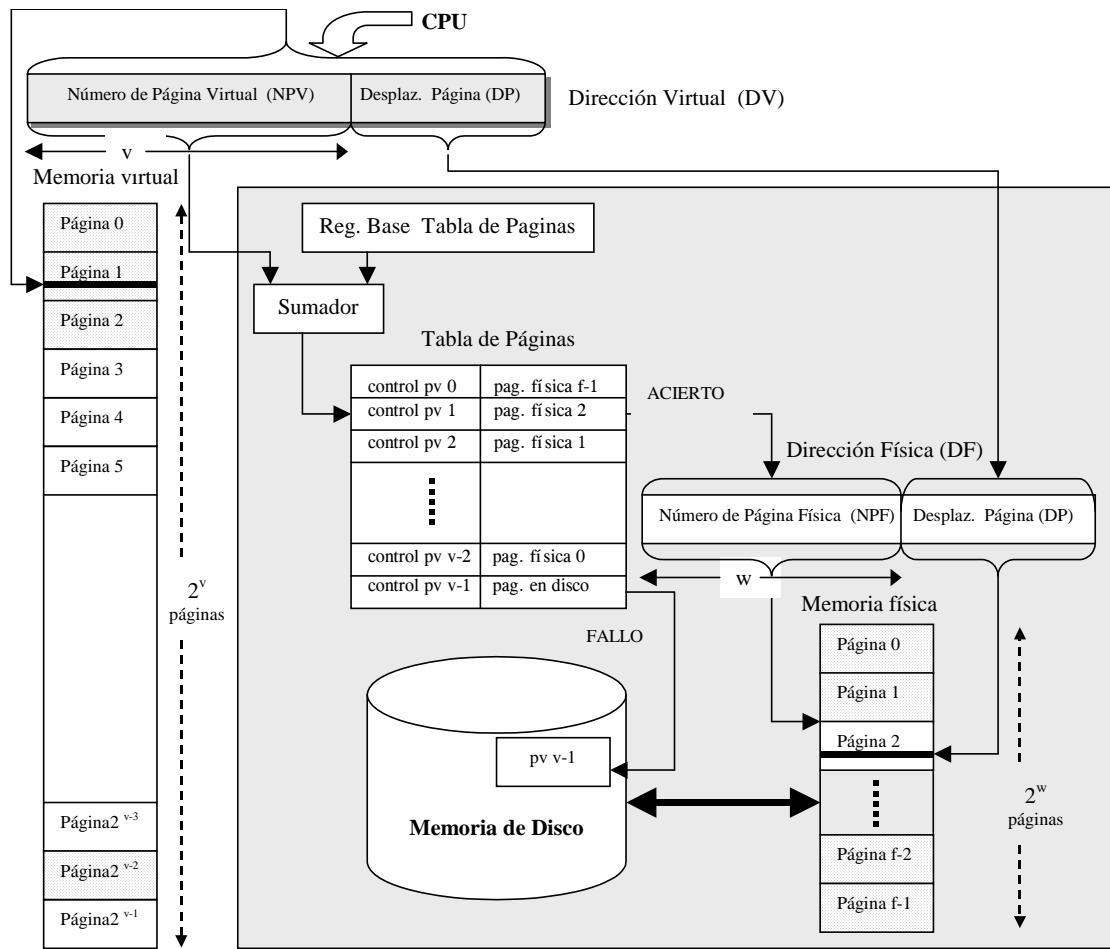 CPU
Número de Página Virtual (NPV)
Desplaz. Página (DP)
Dirección Virtual (DV)
v
Memoria virtual
Página 0
Página 1
Página 2
Página 3
Página 4
Página 5
Página2 v-3
Página2 v-2
Página2 v-1
2v
páginas
Reg. Base Tabla de Paginas
Sumador
Tabla de Páginas
control pv 0 pag. física f-1
control pv 1 pag. física 2
control pv 2 pag. física 1
control pv v-2 pag. física 0
control pv v-1 pag. en disco
ACIERTO
FALLO
Dirección Física (DF)
Número de Página Física (NPF)
Desplaz. Página (DP)
w
Memoria física
Página 0
Página 1
Página 2
Página f-2
Página f-1
2w
páginas
pv v-1
Memoria de Disco